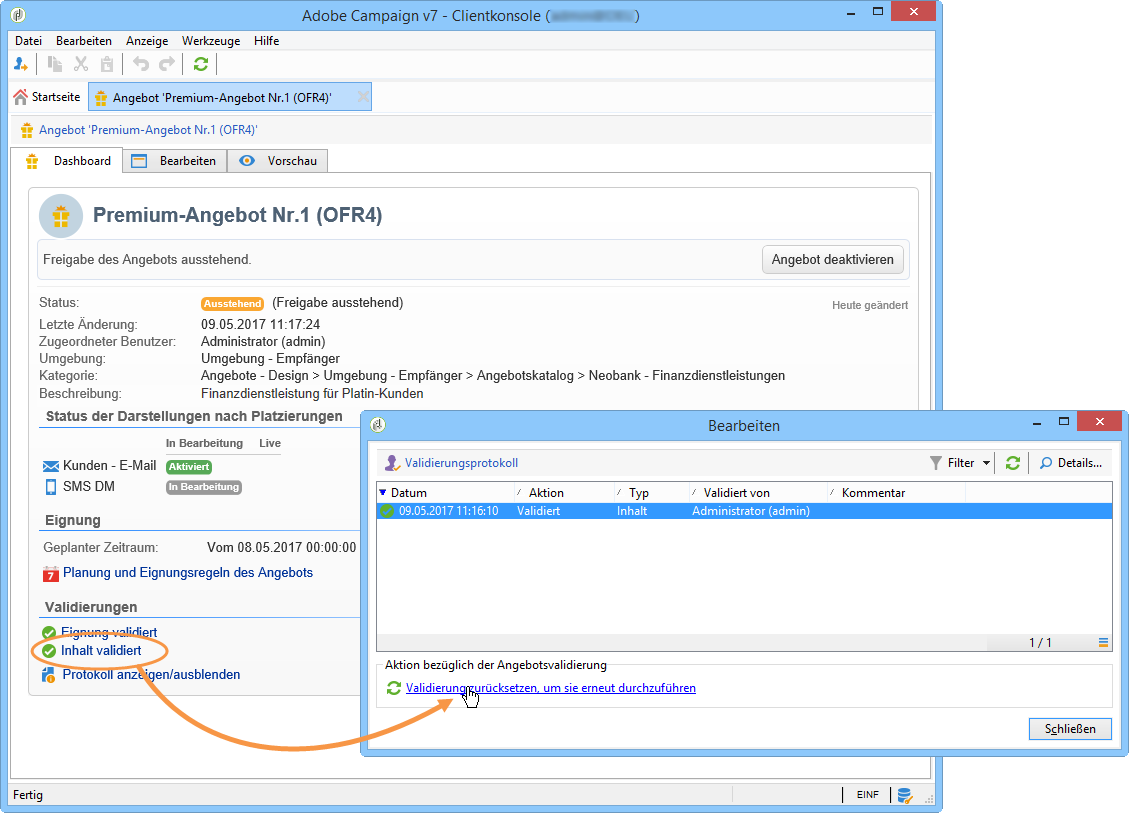 Adobe Campaign v7 - Clientkonsole (
)
Datei Bearbeiten Anzeige Werkzeuge Hilfe
Startseite Angebot 'Premium-Angebot Nr.1 (OFR4)'
Angebot 'Premium-Angebot Nr.1 (OFR4)'
Dashboard Bearbeiten Vorschau
Premium-Angebot Nr.1 (OFR4)
Freigabe des Angebots ausstehend. Angebot deaktivieren
Status: Ausstehend (Freigabe ausstehend) Heute geändert
Letzte Änderung: 09.05.2017 11:17:24
Zugeordneter Benutzer: Administrator (admin)
Umgebung: Umgebung - Empfänger
Kategorie: Angebote - Design > Umgebung - Empfänger > Angebotskatalog > Neobank - Finanzdienstleistungen
Beschreibung: Finanzdienstleistung für Platin-Kunden
Status der Darstellungen nach Platzierungen
In Bearbeitung Live
Kunden - E-Mail Aktiviert
SMS DM In Bearbeitung
Eignung
Geplanter Zeitraum: Vom 08.05.2017 00:00:00
7 Planung und Eignungsregeln des Angebots
Validierungen
Eignung validiert
Inhalt validiert
Protokoll anzeigen/ausblenden
Bearbeiten
Validierungsprotokoll Filter Details...
Datum Aktion Typ Validiert von Kommentar
09.05.2017 11:16:10 Validiert Inhalt Administrator (admin)
1 / 1
Aktion bezüglich der Angebotsvalidierung
Validierung zurücksetzen, um sie erneut durchzuführen
Schließen
Fertig EINF